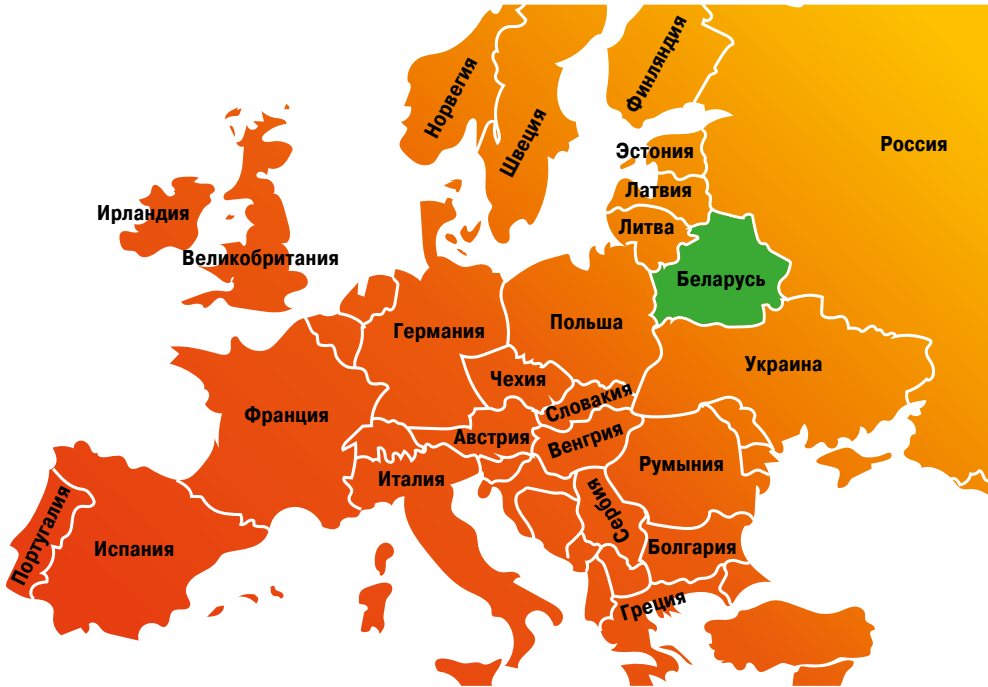 Норвегия
Швеция
Финляндия
Россия
Эстония
Латвия
Литва
Ирландия
Великобритания
Беларусь
Германия
Польша
Украина
Чехия
Словакия
Франция
Австрия
Венгрия
Италия
Румыния
Португалия
Испания
Сербия
Болгария
Греция